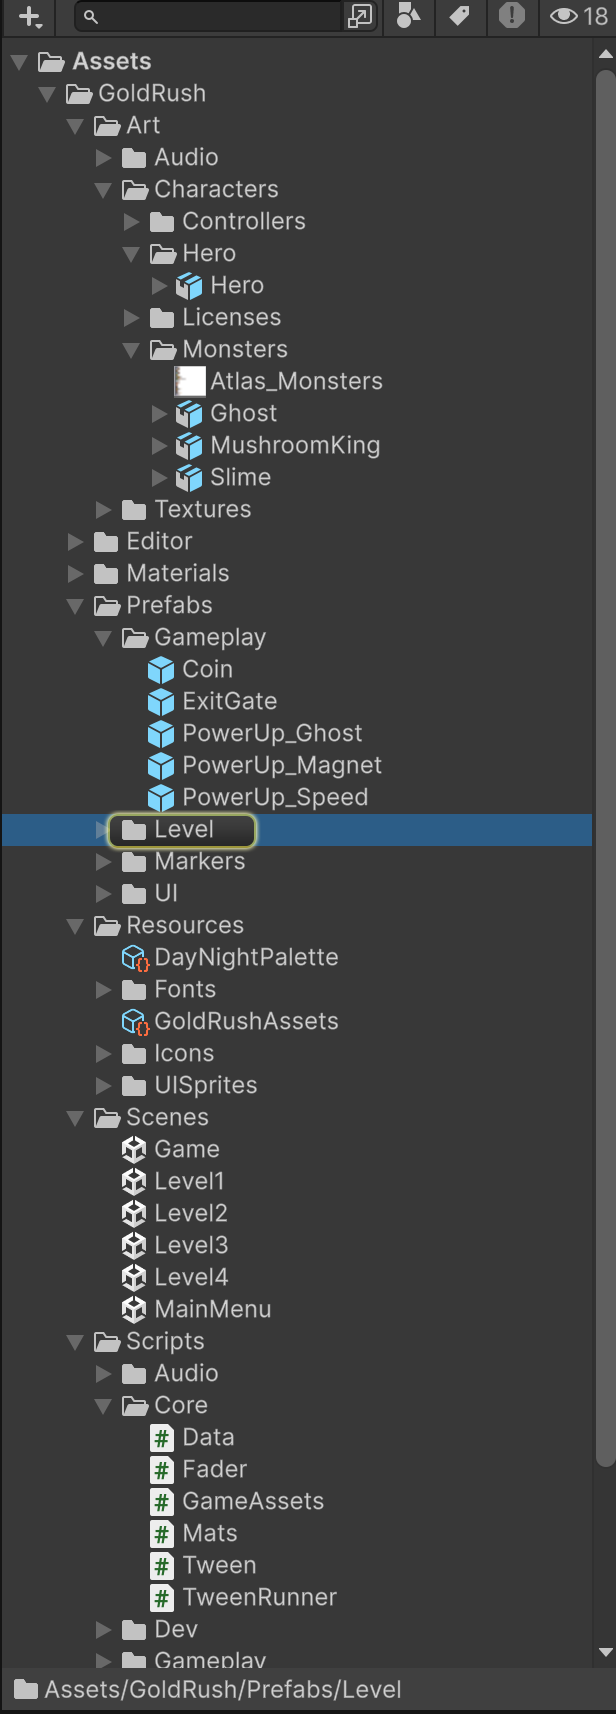 18
Assets
GoldRush
Art
Audio
Characters
Controllers
Hero
Hero
Licenses
Monsters
Atlas_Monsters
Ghost
MushroomKing
Slime
Textures
Editor
Materials
Prefabs
Gameplay
Coin
ExitGate
PowerUp_Ghost
PowerUp_Magnet
PowerUp_Speed
Level
Markers
UI
Resources
DayNightPalette
Fonts
GoldRushAssets
Icons
UISprites
Scenes
Game
Level1
Level2
Level3
Level4
MainMenu
Scripts
Audio
Core
Data
Fader
GameAssets
Mats
Tween
TweenRunner
Dev
Gameplay
Assets/GoldRush/Prefabs/Level